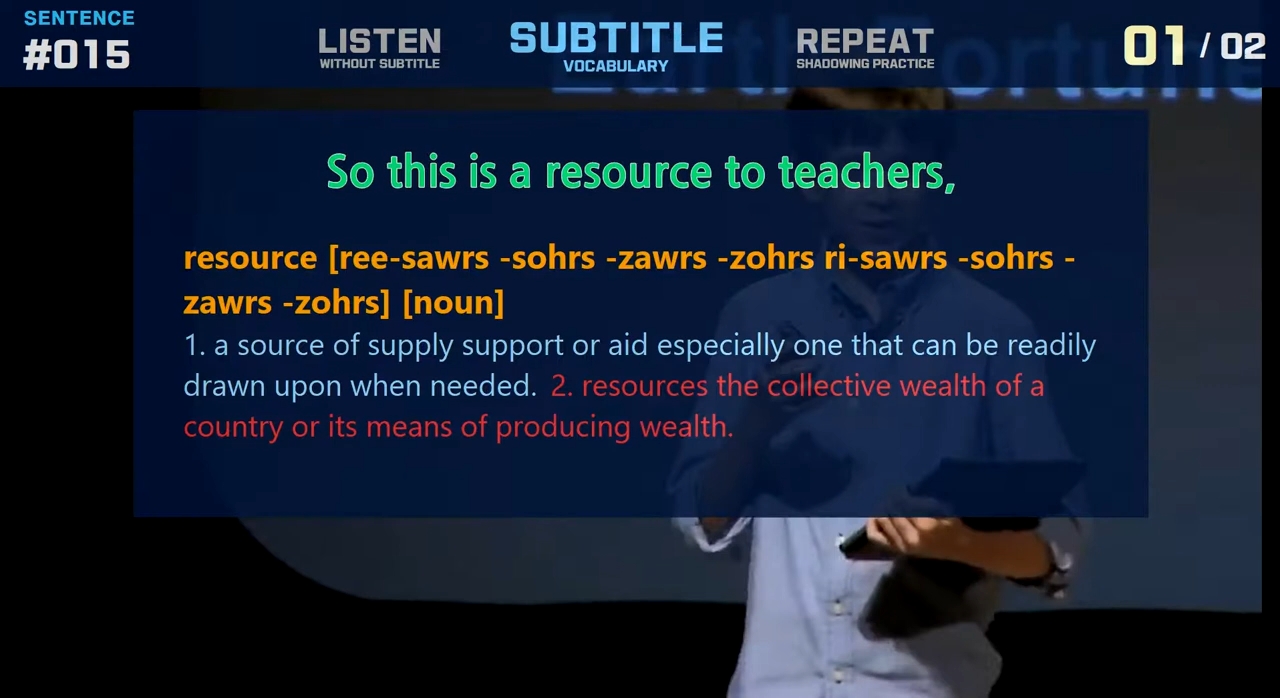 SENTENCE
#015
LISTEN
WITHOUT SUBTITLE
SUBTITLE
VOCABULARY
REPEAT
SHADOWING PRACTICE
01 / 02
Earth Fortune
So this is a resource to teachers,
resource [ree-sawrs -sohrs -zawrs -zohrs ri-sawrs -sohrs -
zawrs -zohrs] [noun]
1. a source of supply support or aid especially one that can be readily
drawn upon when needed. 2. resources the collective wealth of a
country or its means of producing wealth.